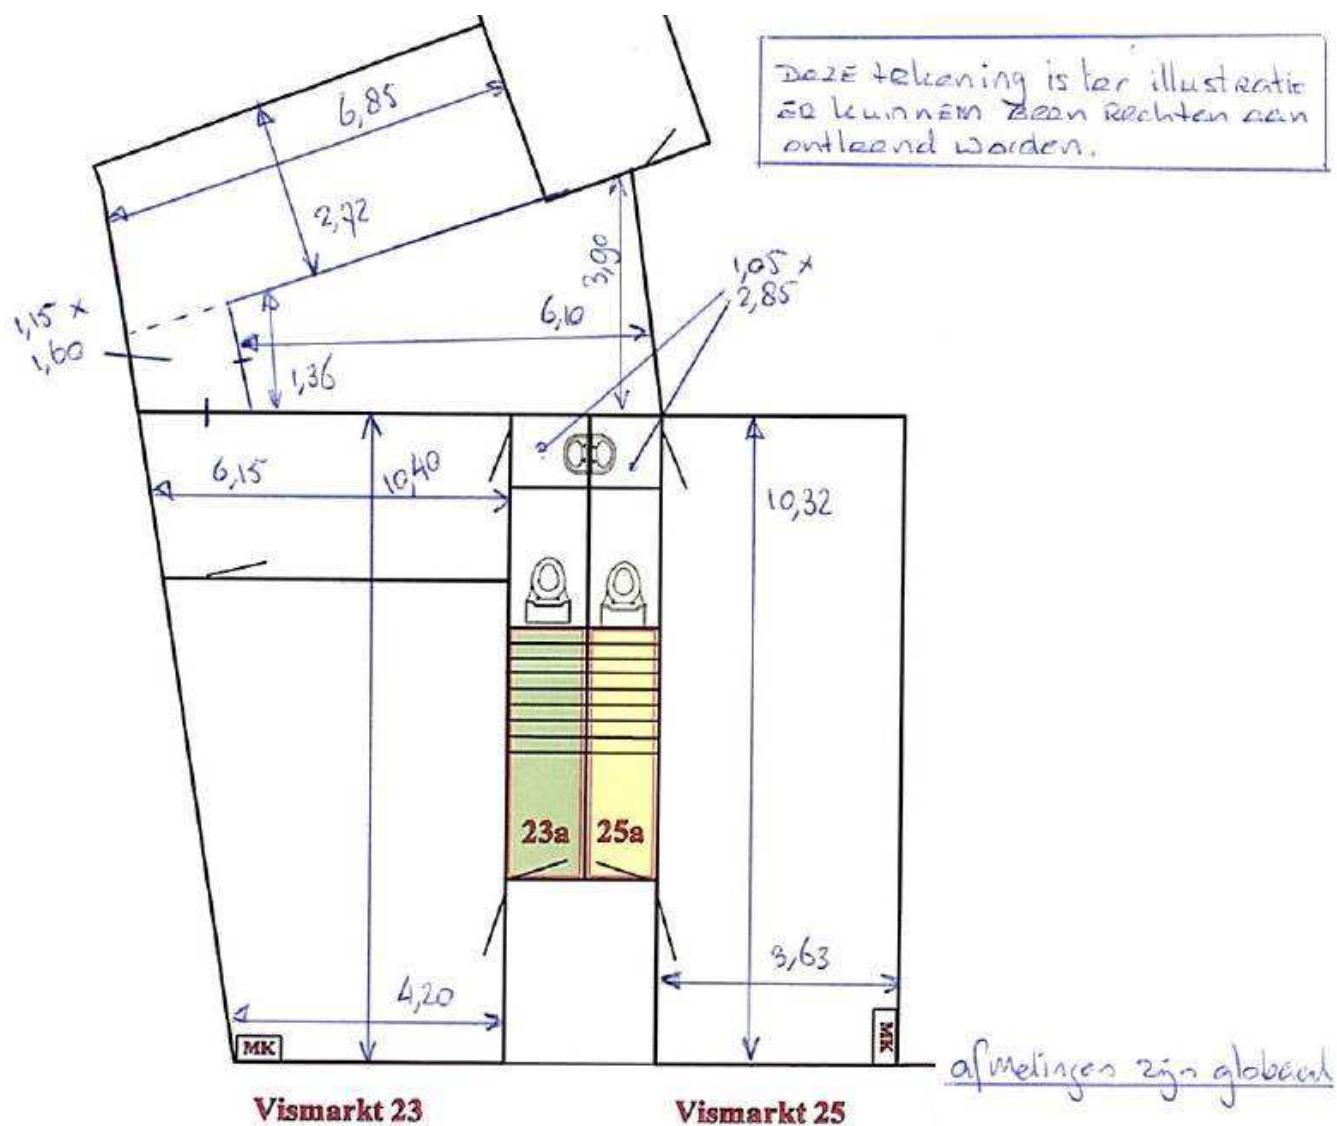 DEZE tekening is ter illustratie
ER kunnen geen Rechten aan
ontleend worden.
6,85
2,72
3,90
1,05 x
2,85
1,15 x
1,60
6,10
1,36
6,15
10,40
10,32
23a
25a
3,63
4,20
MK
MK
afmetingen zijn globaal
Vismarkt 23
Vismarkt 25